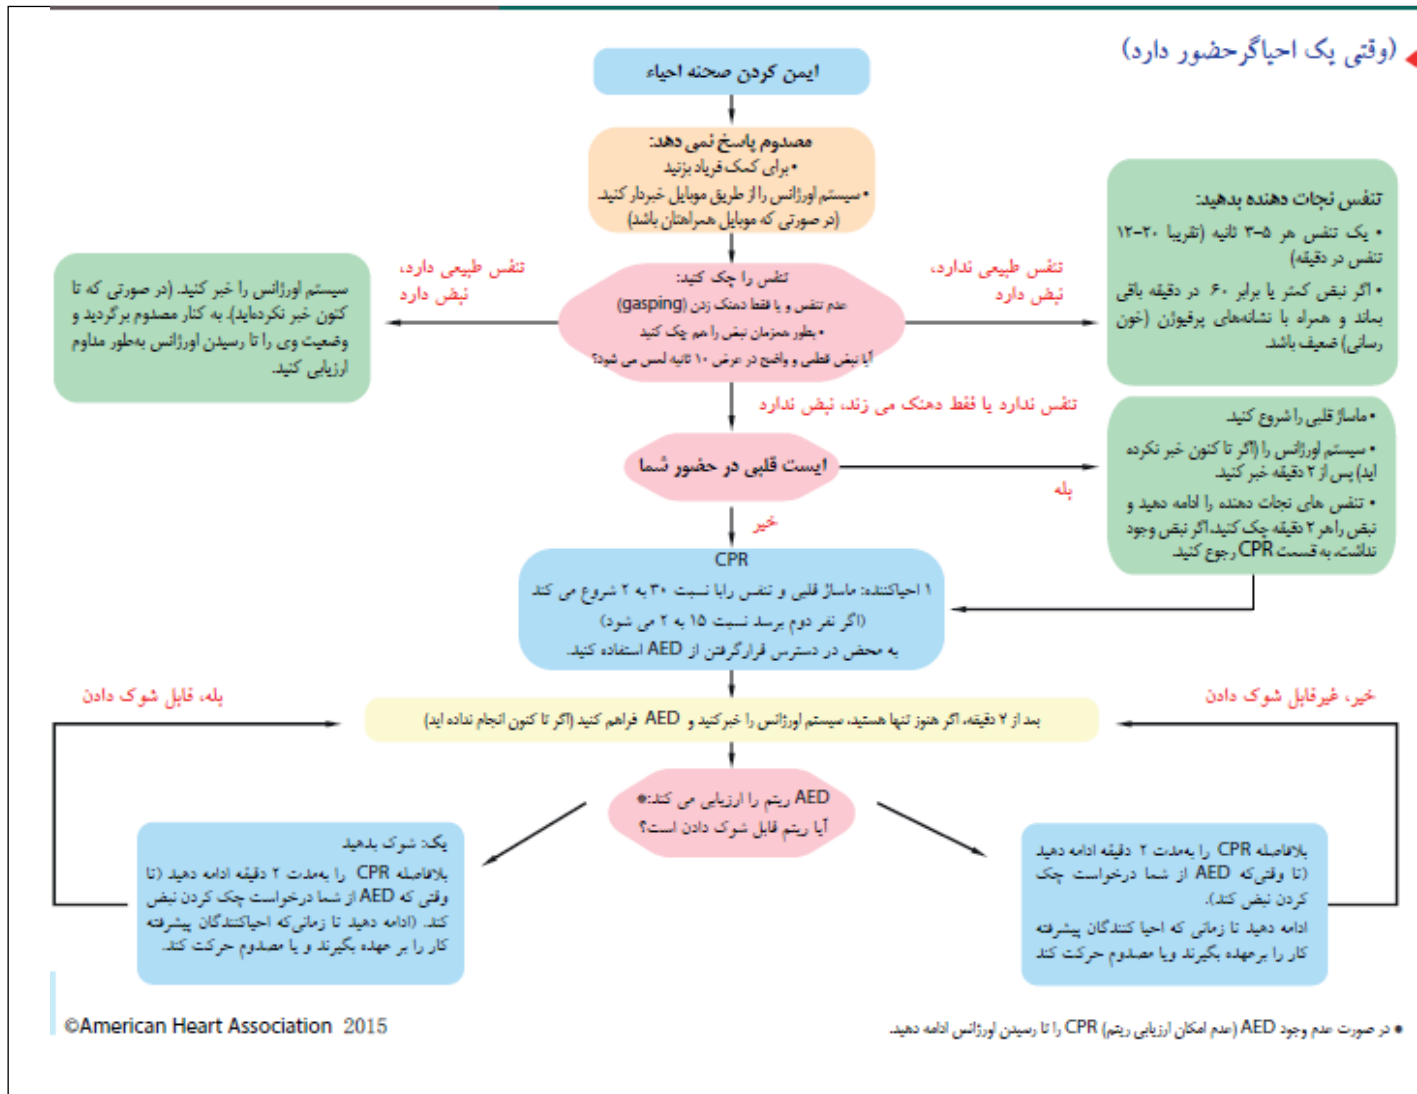 (وقتی یک احیاگرحضور دارد)
ایمن کردن صحنه احیاء
مصدوم پاسخ نمی دهد:
• برای کمک فریاد بزنید
• سیستم اورژانس را از طریق موبایل خبردار کنید.
(در صورتی که موبایل همراهتان باشد)
تنفس را چک کنید:
عدم تنفس و یا فقط دهنک زدن (gasping)
• بطور همزمان نبض را هم چک کنید
آیا نبض قطعی و واضح در عرض ۱۰ ثانیه لمس می شود؟
تنفس طبیعی ندارد،
نبض دارد
تنفس نجات دهنده بدهید:
• یک تنفس هر ۵–۳ ثانیه (تقریبا ۲۰–۱۲
تنفس در دقیقه)
• اگر نبض کمتر یا برابر ۶۰ در دقیقه باقی
بماند و همراه با نشانه‌های پرفیوژن (خون
رسانی) ضعیف باشد.
تنفس طبیعی دارد،
نبض دارد
سیستم اورژانس را خبر کنید. (در صورتی که تا
کنون خبر نکرده‌اید). به کنار مصدوم برگردید و
وضعیت وی را تا رسیدن اورژانس به‌طور مداوم
ارزیابی کنید.
تنفس ندارد یا فقط دهنک می زند، نبض ندارد
ایست قلبی در حضور شما
بله
• ماساژ قلبی را شروع کنید.
• سیستم اورژانس را (اگر تا کنون خبر نکرده
اید) پس از ۲ دقیقه خبر کنید.
• تنفس های نجات دهنده را ادامه دهید و
نبض را هر ۲ دقیقه چک کنید، اگر نبض وجود
نداشت، به قسمت CPR رجوع کنید.
خیر
CPR
۱ احیاکننده: ماساژ قلبی و تنفس رابا نسبت ۳۰ به ۲ شروع می کند
(اگر نفر دوم برسد نسبت ۱۵ به ۲ می شود)
به محض در دسترس قرارگرفتن از AED استفاده کنید.
بعد از ۲ دقیقه، اگر هنوز تنها هستید، سیستم اورژانس را خبرکنید و AED فراهم کنید (اگر تا کنون انجام نداده اید)
خیر، غیرقابل شوک دادن
بله، قابل شوک دادن
AED ریتم را ارزیابی می کند:*
آیا ریتم قابل شوک دادن است؟
بلافاصله CPR را به‌مدت ۲ دقیقه ادامه دهید
(تا وقتی‌که AED از شما درخواست چک
کردن نبض کند).
ادامه دهید تا زمانی که احیا کنندگان پیشرفته
کار را برعهده بگیرند ویا مصدوم حرکت کند
یک: شوک بدهید
بلافاصله CPR را به‌مدت ۲ دقیقه ادامه دهید (تا
وقتی که AED از شما درخواست چک کردن نبض
کند. (ادامه دهید تا زمانی‌که احیاکنندگان پیشرفته
کار را بر عهده بگیرند و یا مصدوم حرکت کند.
* در صورت عدم وجود AED (عدم امکان ارزیابی ریتم) CPR را تا رسیدن اورژانس ادامه دهید.
©American Heart Association 2015